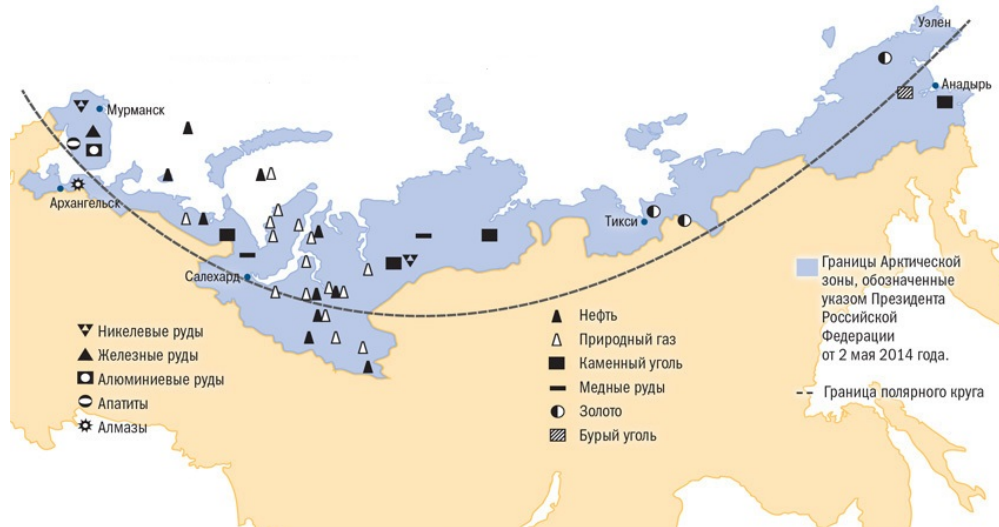 Уэлен
Анадырь
Мурманск
Архангельск
Тикси
Салехард
Никелевые руды
Железные руды
Алюминиевые руды
Апатиты
Алмазы
Нефть
Природный газ
Каменный уголь
Медные руды
Золото
Бурый уголь
Границы Арктической
зоны, обозначенные
указом Президента
Российской
Федерации
от 2 мая 2014 года.
Граница полярного круга